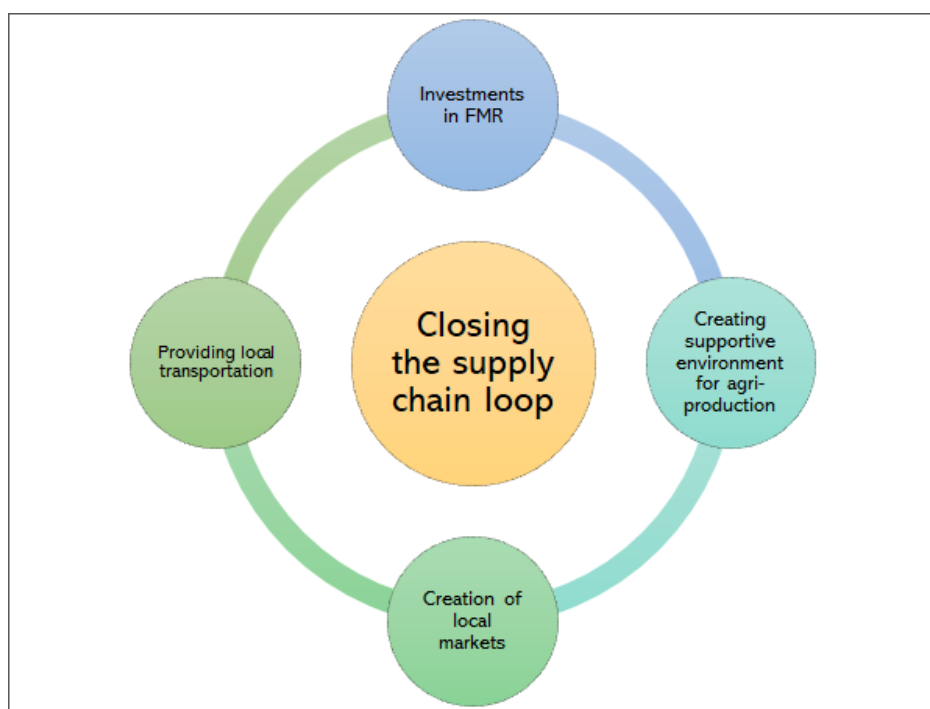 Investments
in FMR
Creating
supportive
environment
for agri-
production
Closing
the supply
chain loop
Providing local
transportation
Creation of
local
markets